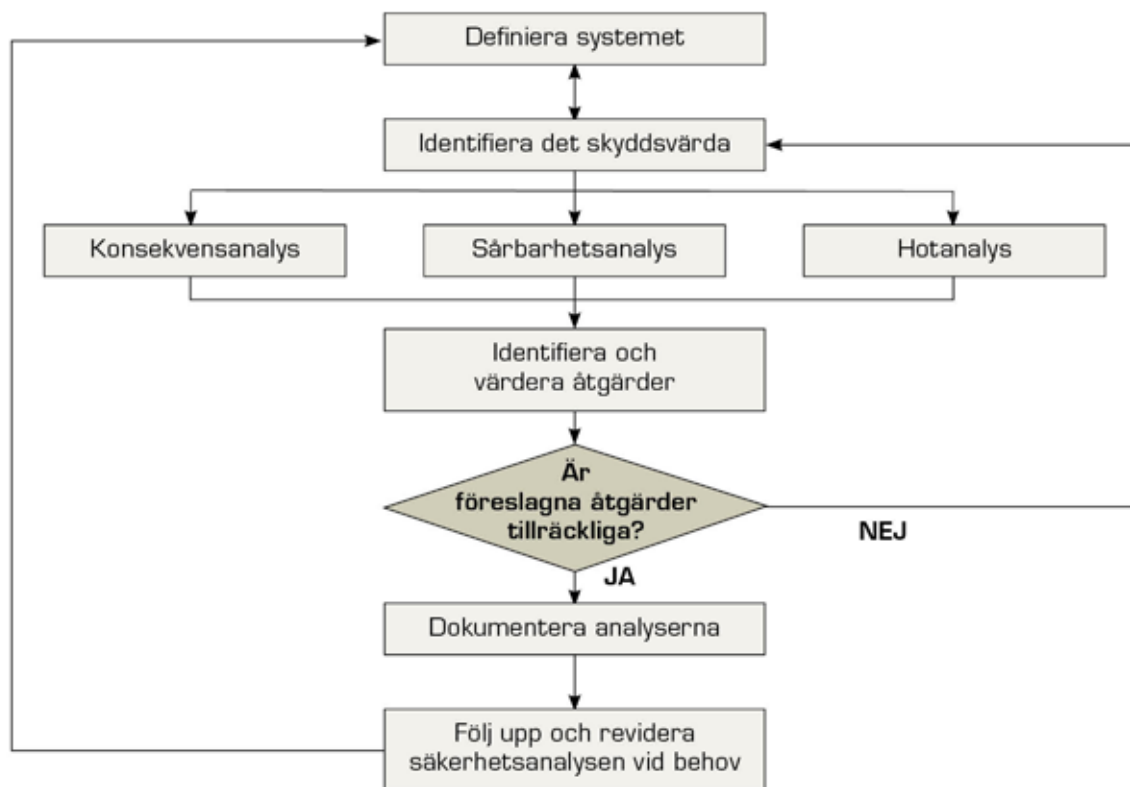 Definiera systemet
Identifiera det skyddsvärda
Konsekvensanalys
Sårbarhetsanalys
Hotanalys
Identifiera och
värdera åtgärder
Är
föreslagna åtgärder
tillräckliga?
NEJ
JA
Dokumentera analyserna
Följ upp och revidera
säkerhetsanalysen vid behov